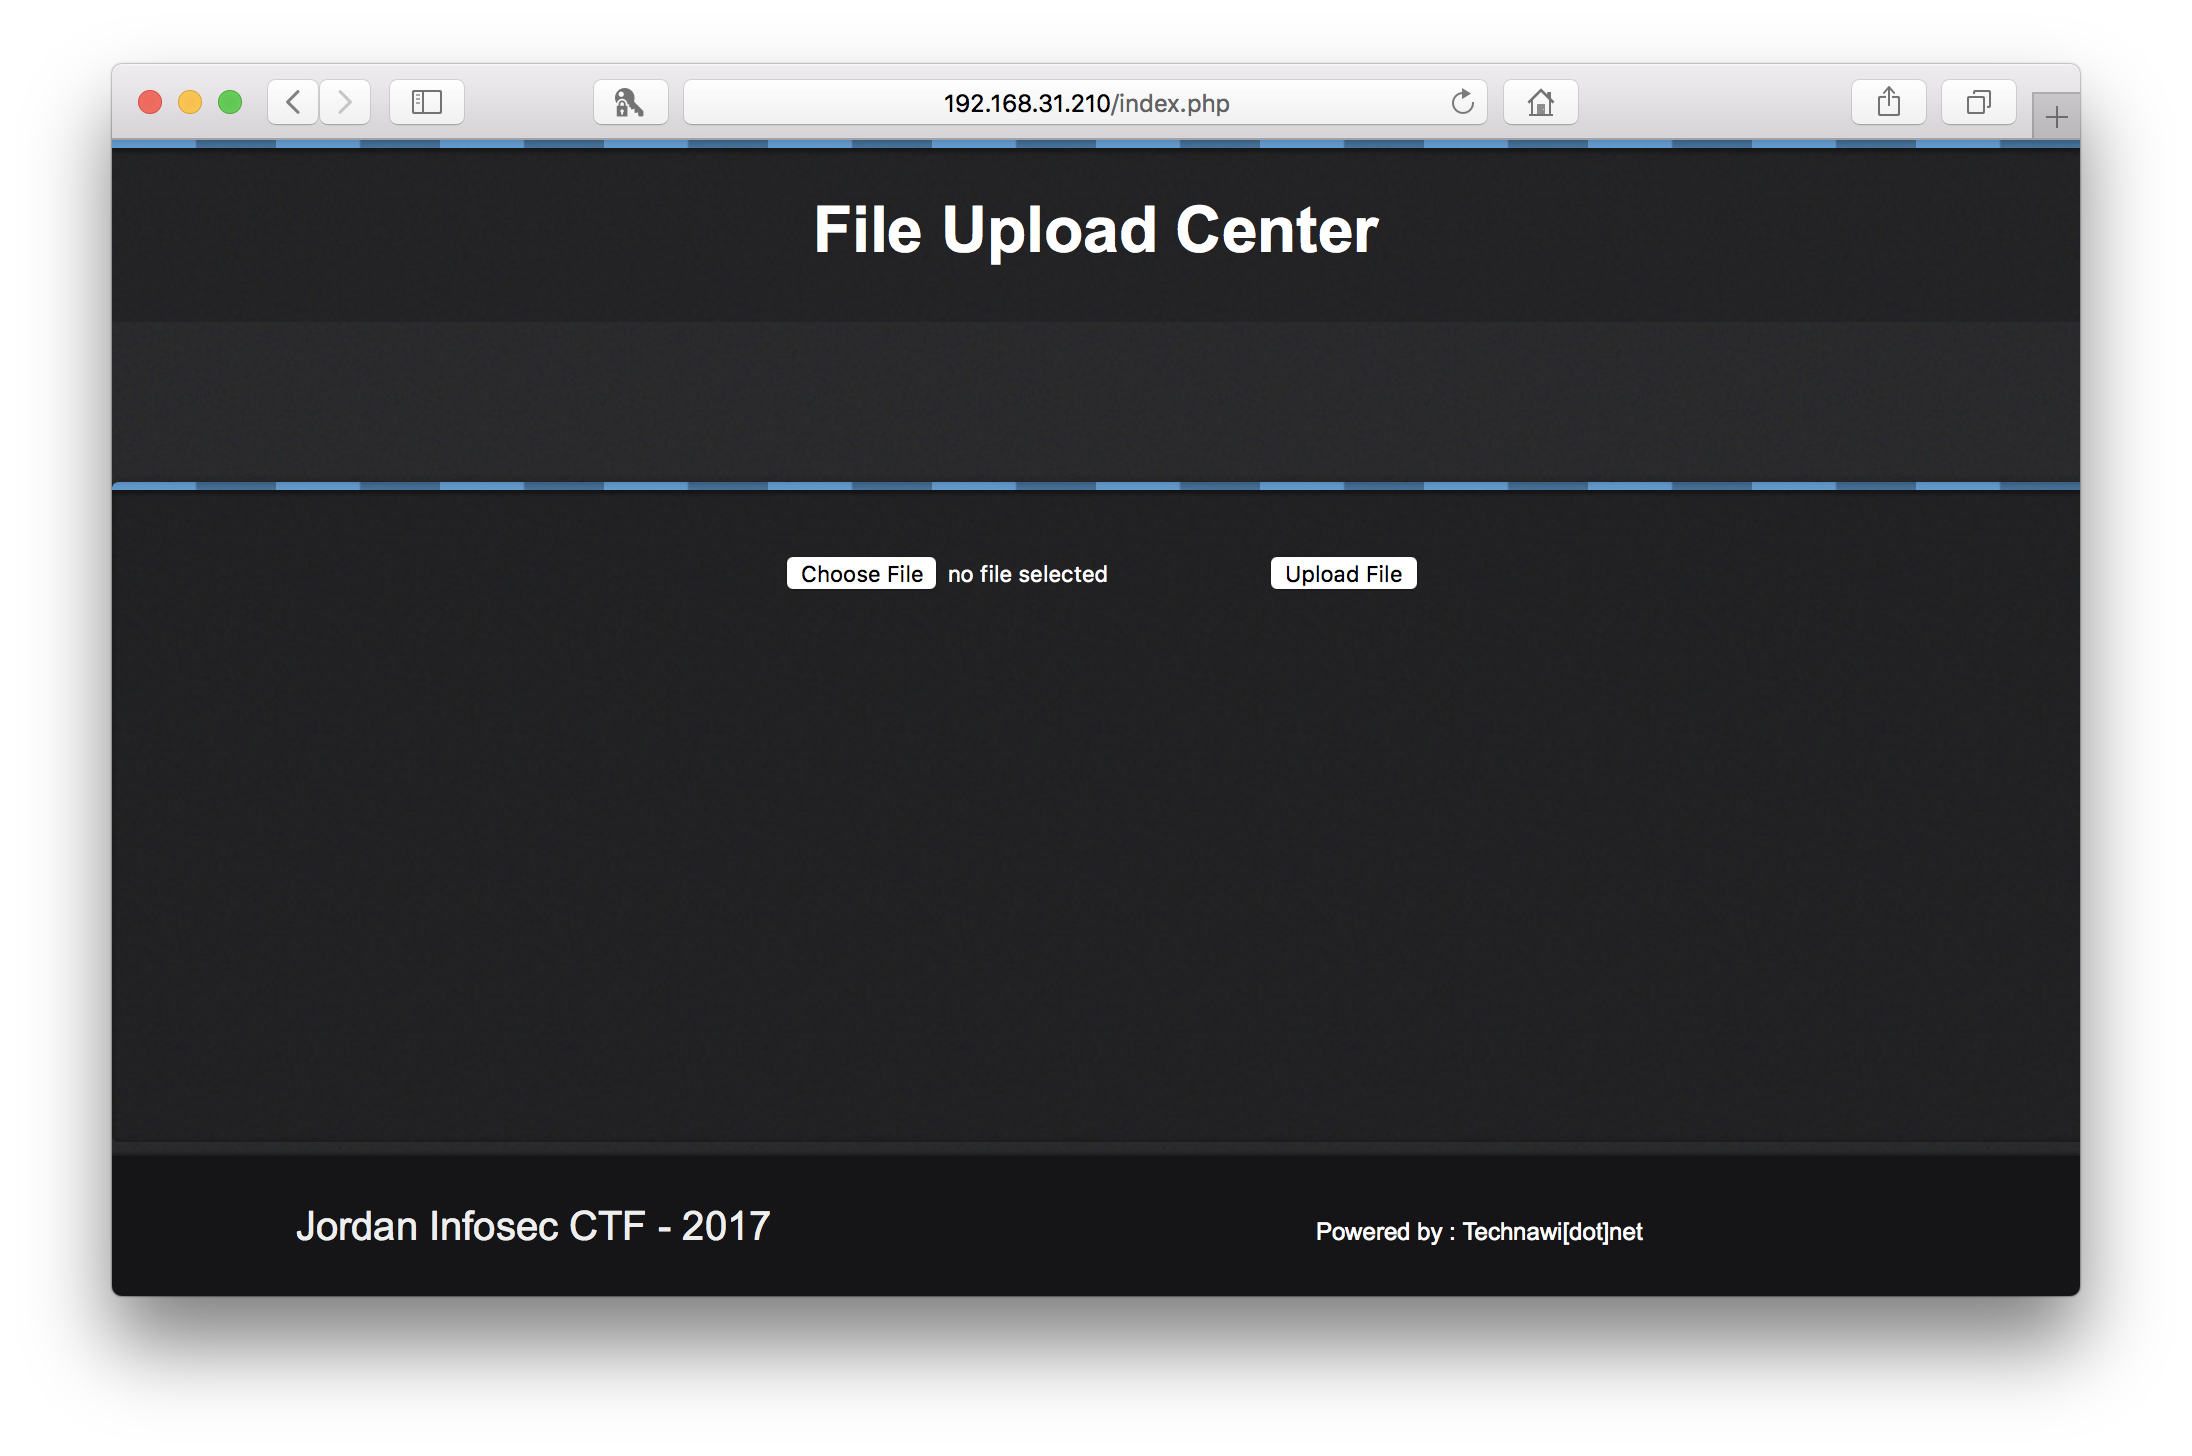 192.168.31.210/index.php
File Upload Center
Choose File no file selected Upload File
Jordan Infosec CTF - 2017
Powered by : Technawi[dot]net